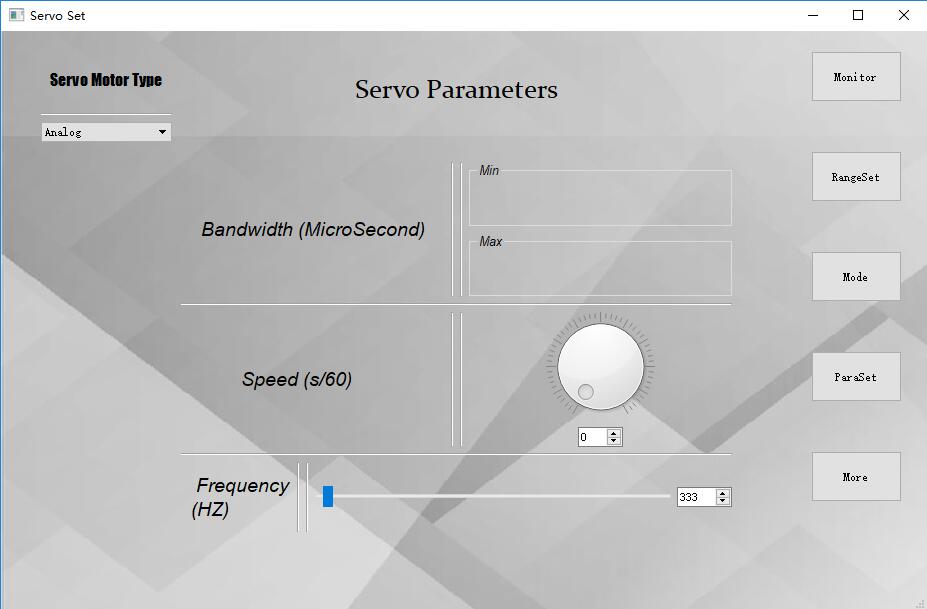 Servo Set
Servo Motor Type
Analog
Servo Parameters
Bandwidth (MicroSecond)
Min
Max
Speed (s/60)
0
Frequency
(HZ)
333
Monitor
RangeSet
Mode
ParaSet
More